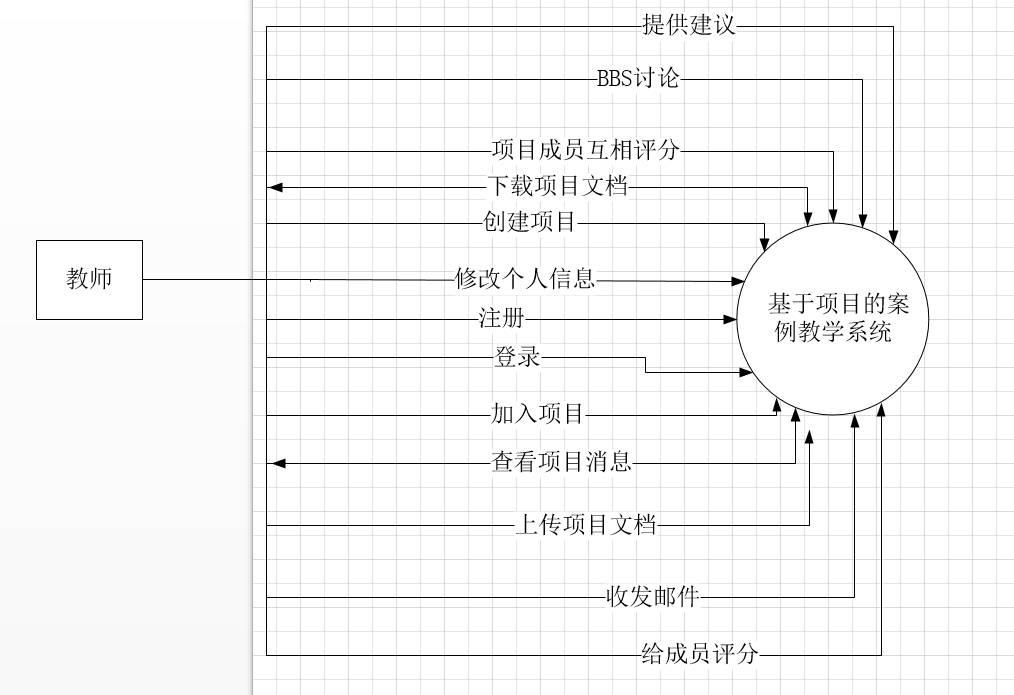 提供建议
BBS讨论
项目成员互相评分
下载项目文档
创建项目
教师
修改个人信息
基于项目的案
例教学系统
注册
登录
加入项目
查看项目消息
上传项目文档
收发邮件
给成员评分